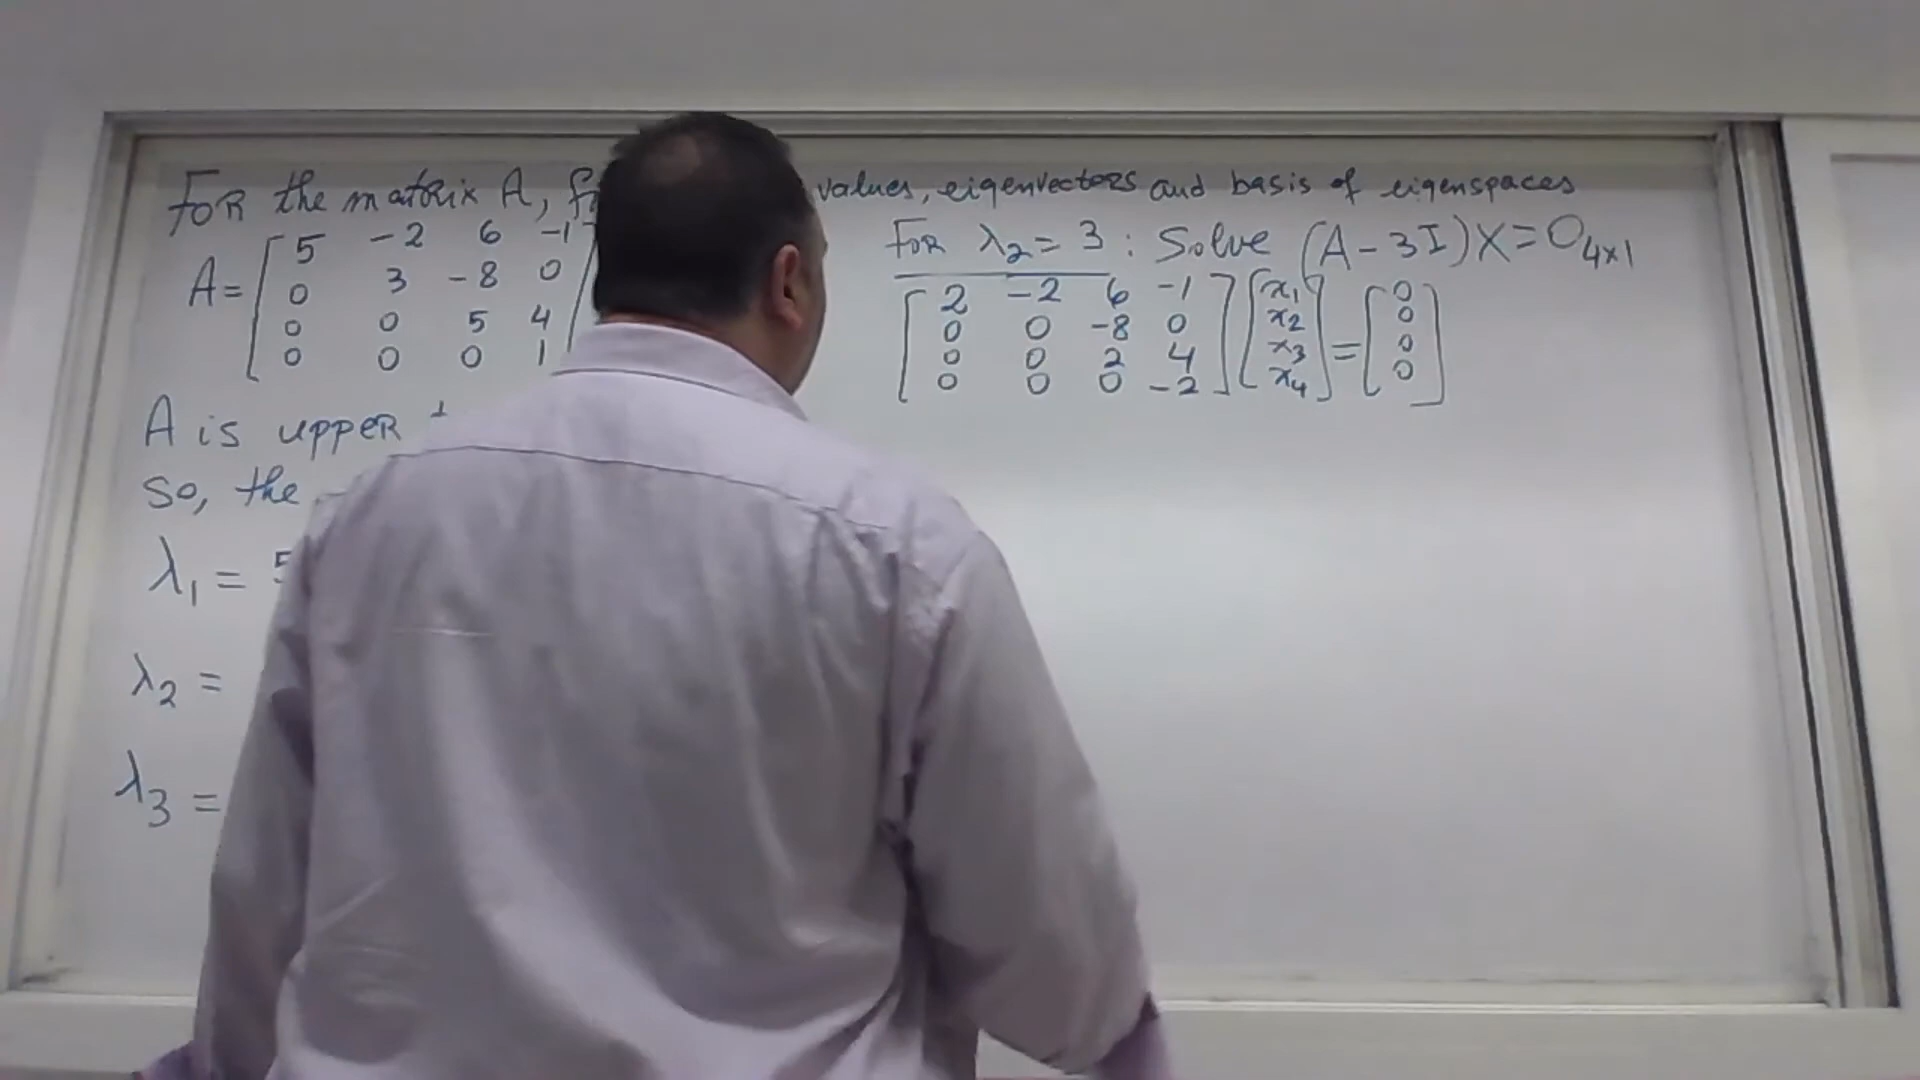 For the matrix A, values, eigenvectors and basis of eigenspaces
A = [ 5 -2 6 -1
0 3 -8 0
0 0 5 4
0 0 0 1
A is upper
so, the
λ1 = 5
λ2 =
λ3 =
For λ2 = 3 : Solve (A - 3I)X = O4x1
[ 2 -2 6 -1 ] [ x1 ] = [ 0 ]
0 0 -8 0 x2 0
0 0 2 4 x3 0
0 0 0 -2 x4 0